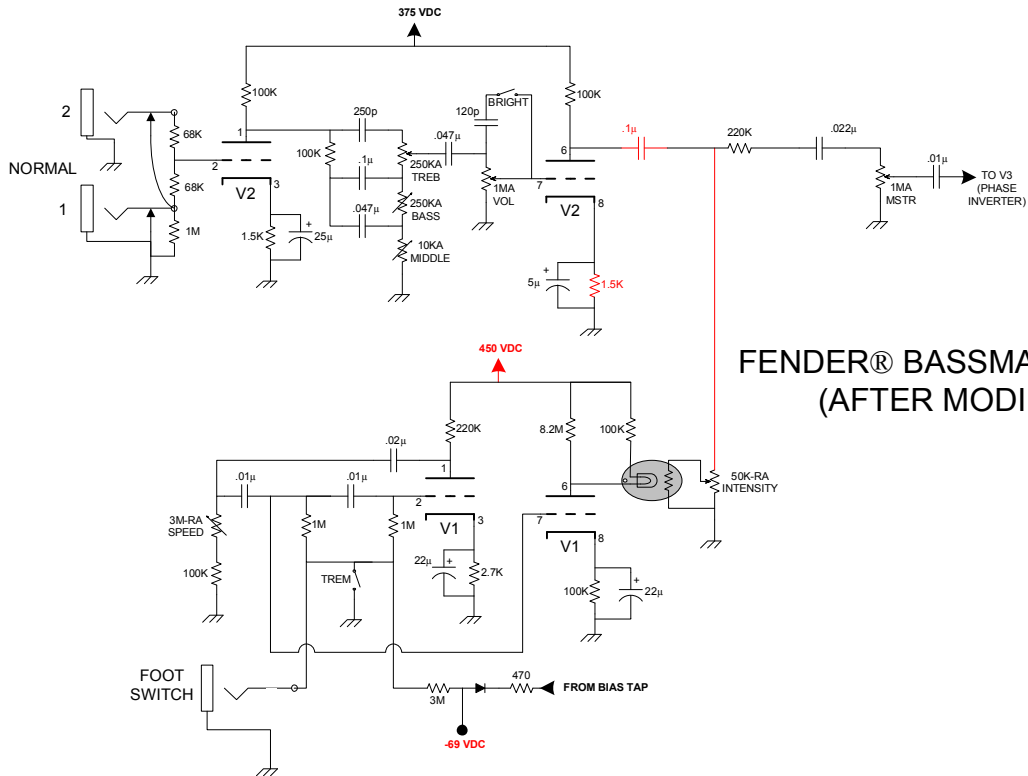 375 VDC
100K
100K
2
68K
NORMAL
68K
1
1M
1
2
3
V2
1.5K
25µ
250p
100K
.1µ
.047µ
250KA
TREB
250KA
BASS
10KA
MIDDLE
.047µ
120p
BRIGHT
1MA
VOL
6
7
8
V2
5µ
1.5K
.1µ
220K
.022µ
1MA
MSTR
.01µ
TO V3
(PHASE
INVERTER)
FENDER® BASSMA
(AFTER MODI
450 VDC
220K
8.2M
100K
.02µ
.01µ
.01µ
1
2
3
V1
3M-RA
SPEED
1M
1M
100K
TREM
22µ
2.7K
6
7
8
V1
100K
22µ
50K-RA
INTENSITY
FOOT
SWITCH
3M
470
FROM BIAS TAP
-69 VDC